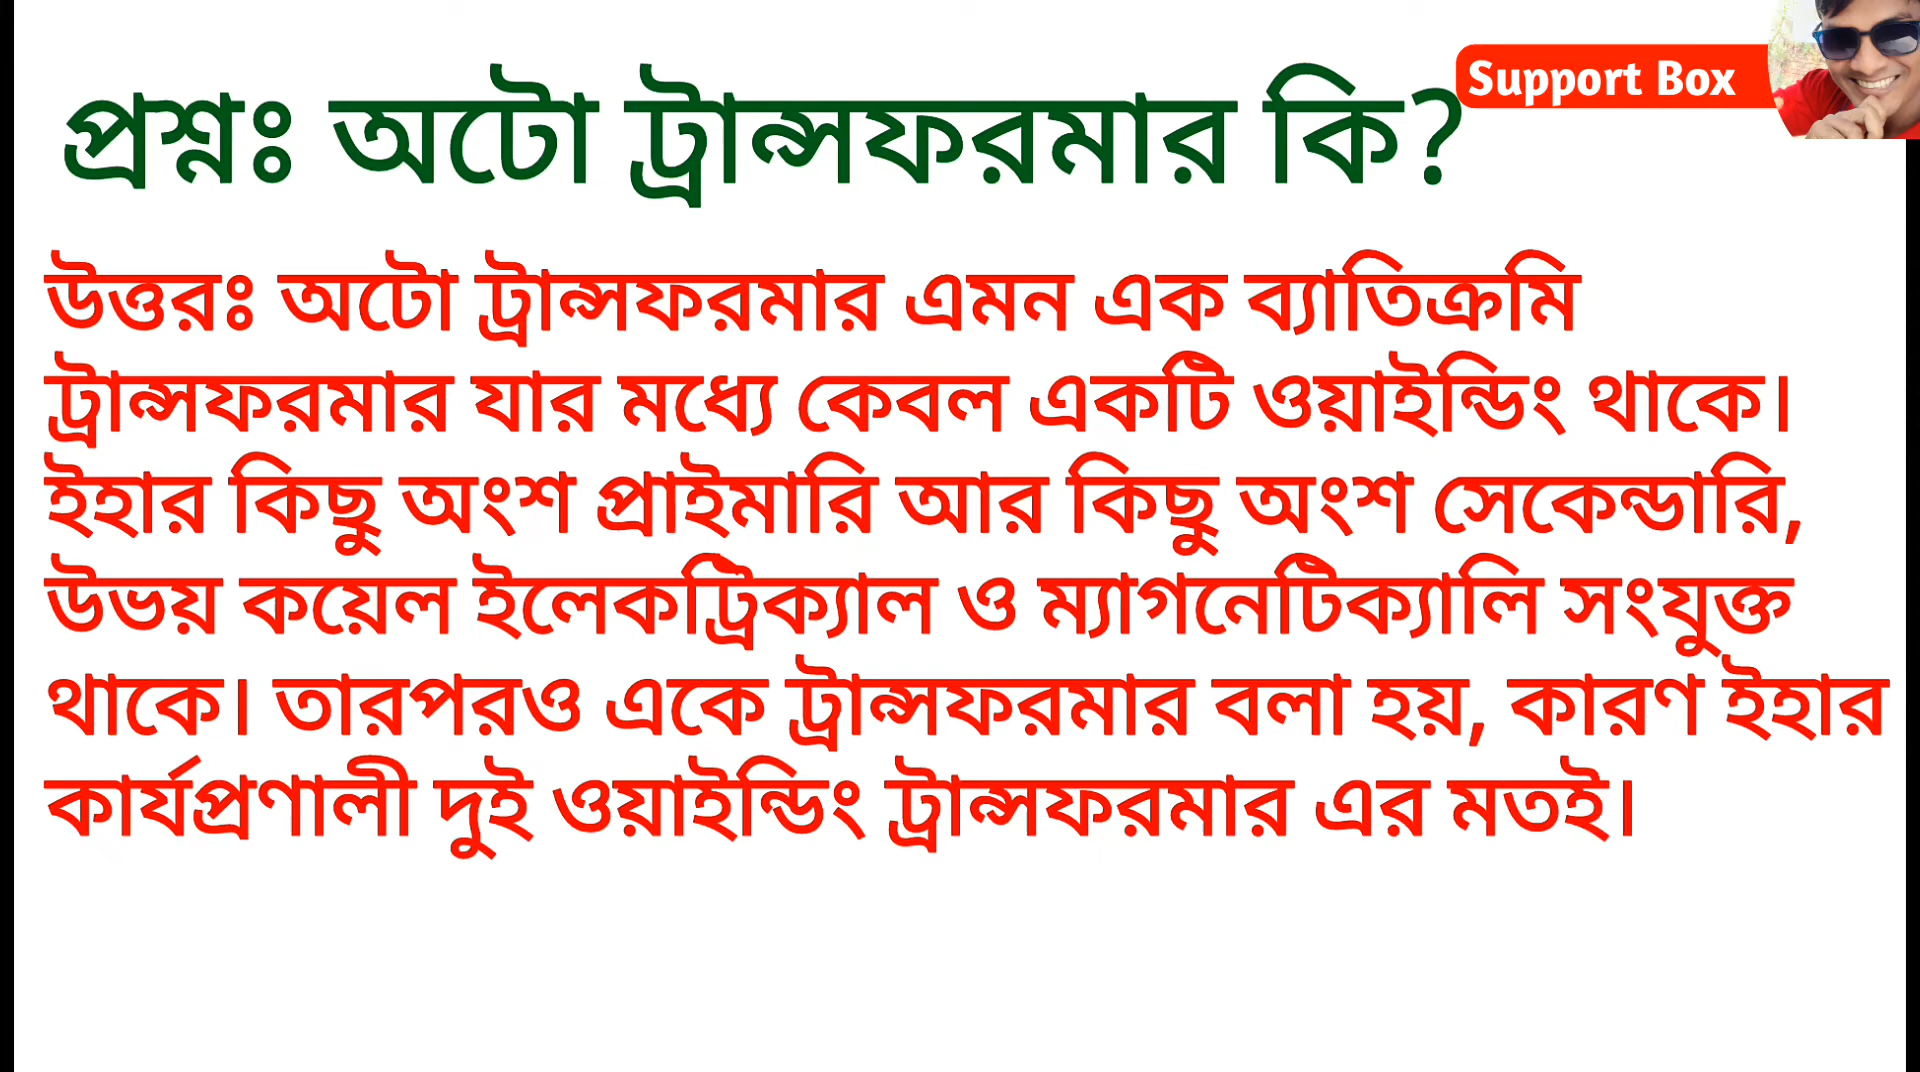 Support Box
প্রশ্নঃ অটো ট্রান্সফরমার কি?
উত্তরঃ অটো ট্রান্সফরমার এমন এক ব্যাতিক্রমি
ট্রান্সফরমার যার মধ্যে কেবল একটি ওয়াইন্ডিং থাকে।
ইহার কিছু অংশ প্রাইমারি আর কিছু অংশ সেকেন্ডারি,
উভয় কয়েল ইলেকট্রিক্যাল ও ম্যাগনেটিক্যালি সংযুক্ত
থাকে। তারপরও একে ট্রান্সফরমার বলা হয়, কারণ ইহার
কার্যপ্রণালী দুই ওয়াইন্ডিং ট্রান্সফরমার এর মতই।